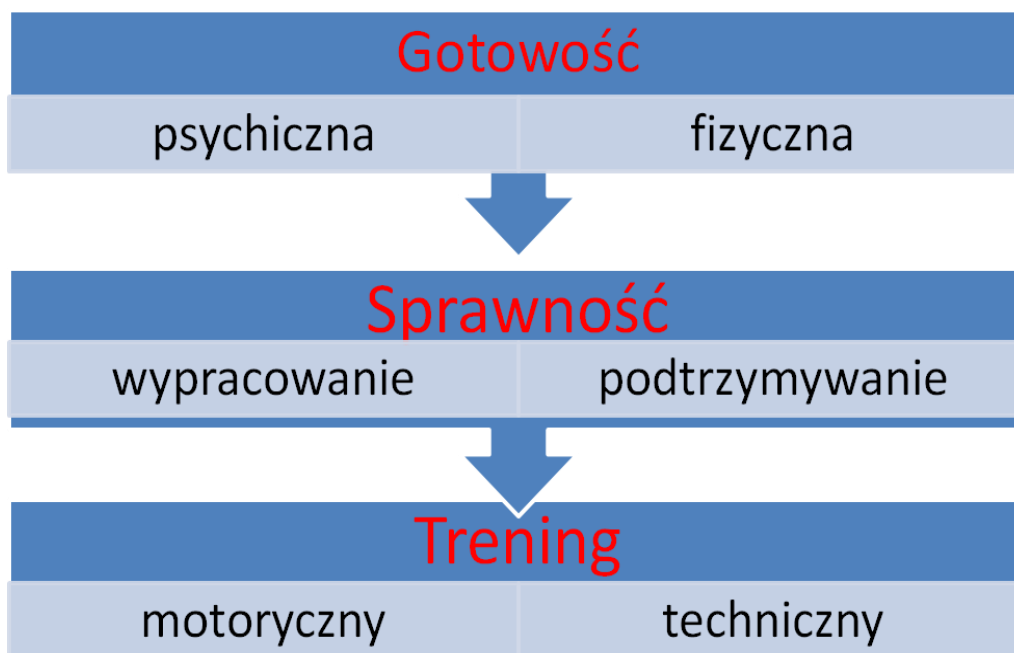 Gotowość
psychiczna fizyczna
Sprawność
wypracowanie podtrzymywanie
Trening
motoryczny techniczny